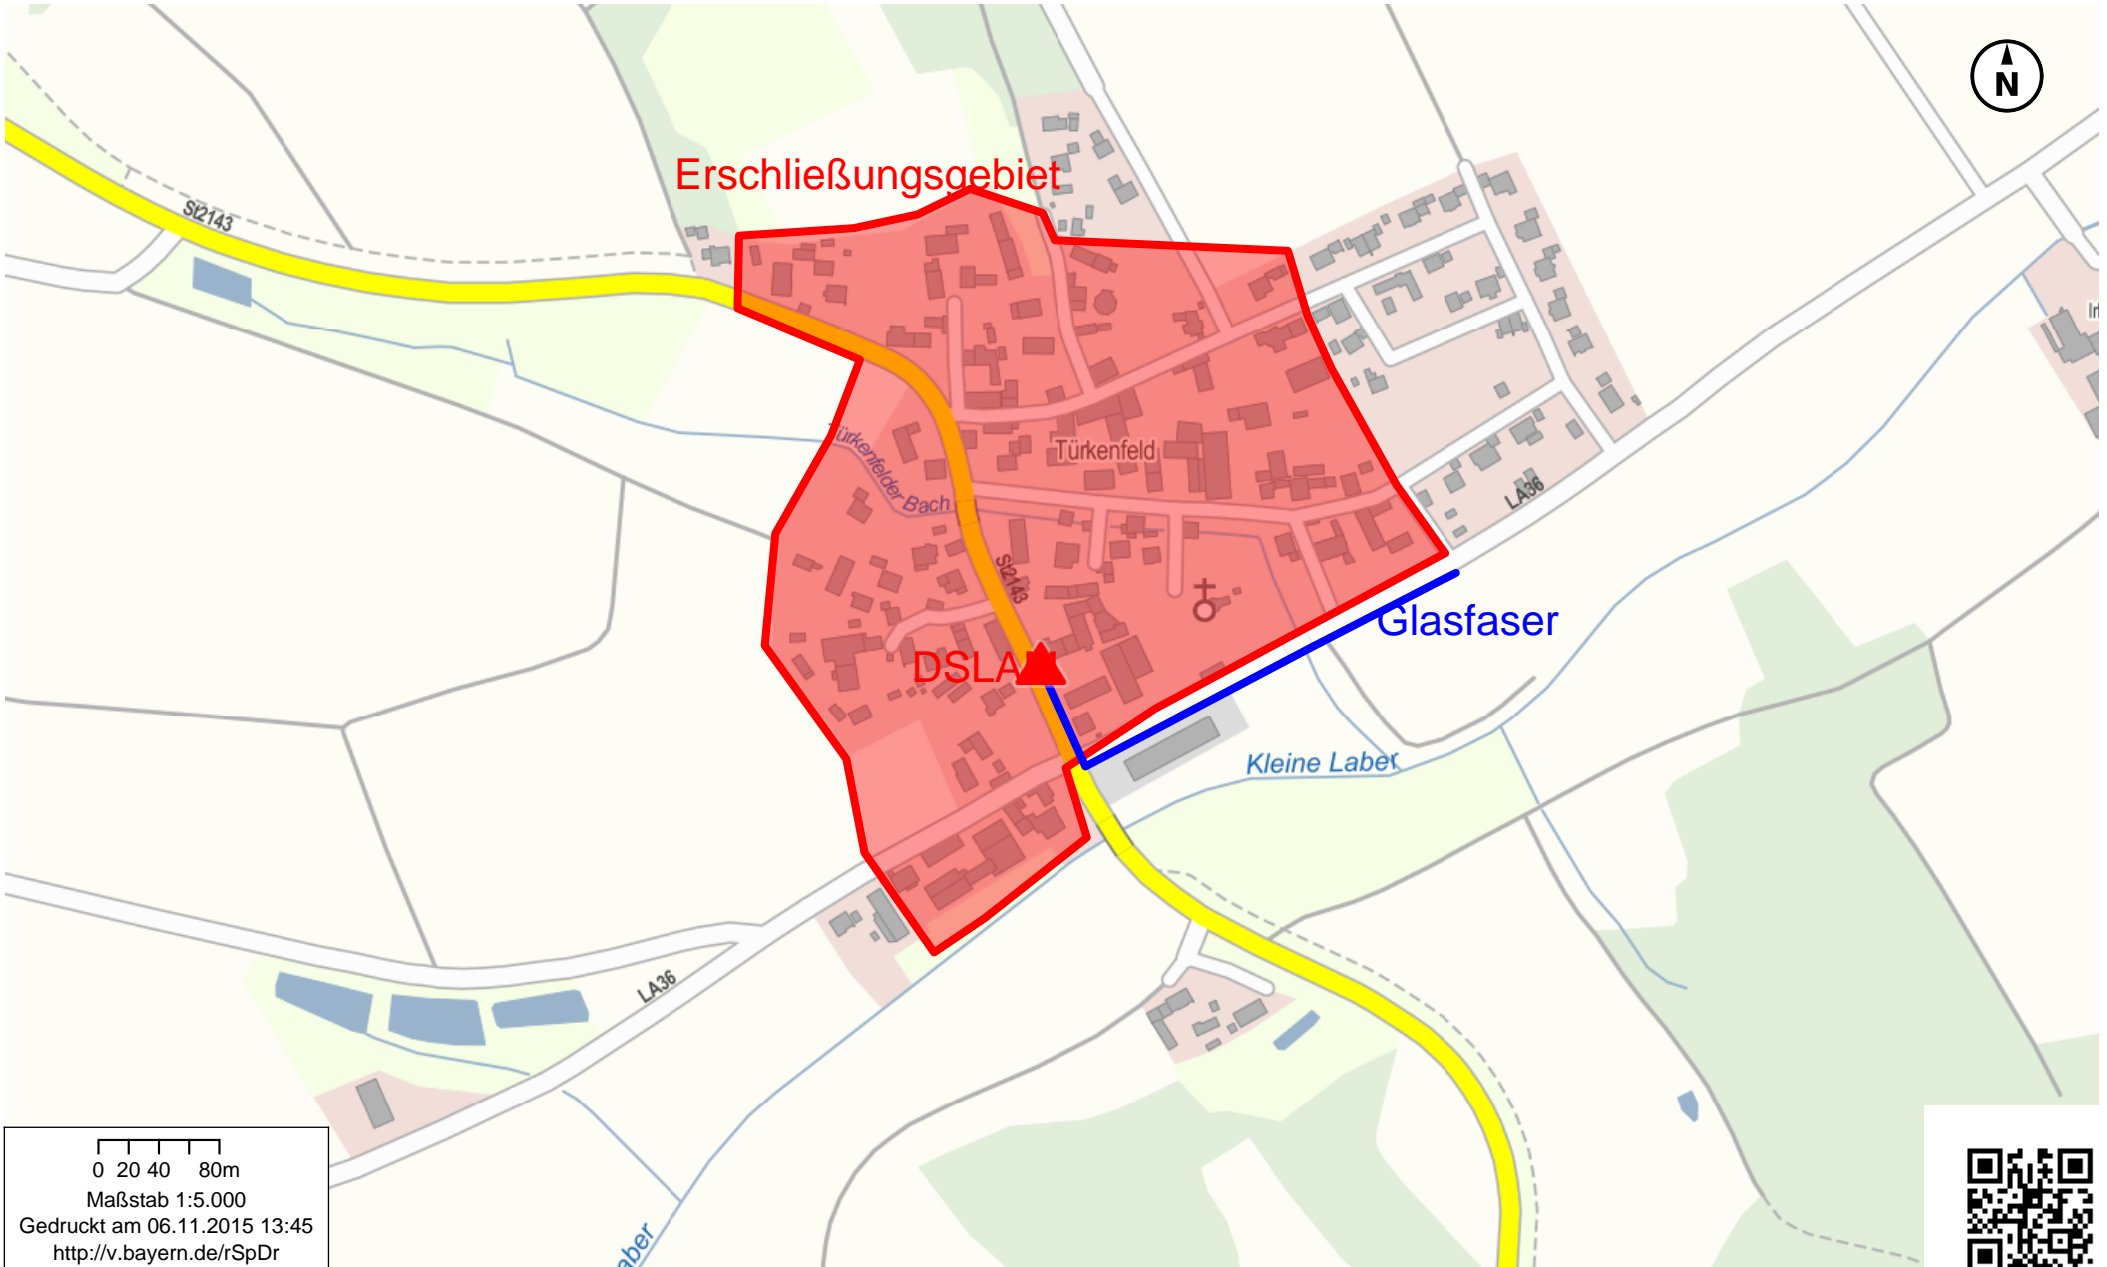 N
Erschließungsgebiet
St2143
Türkenfeld
Türkenfelder Bach
LA36
St2143
Glasfaser
DSLAM
Kleine Laber
LA36
0 20 40 80m
Maßstab 1:5.000
Gedruckt am 06.11.2015 13:45
http://v.bayern.de/rSpDr